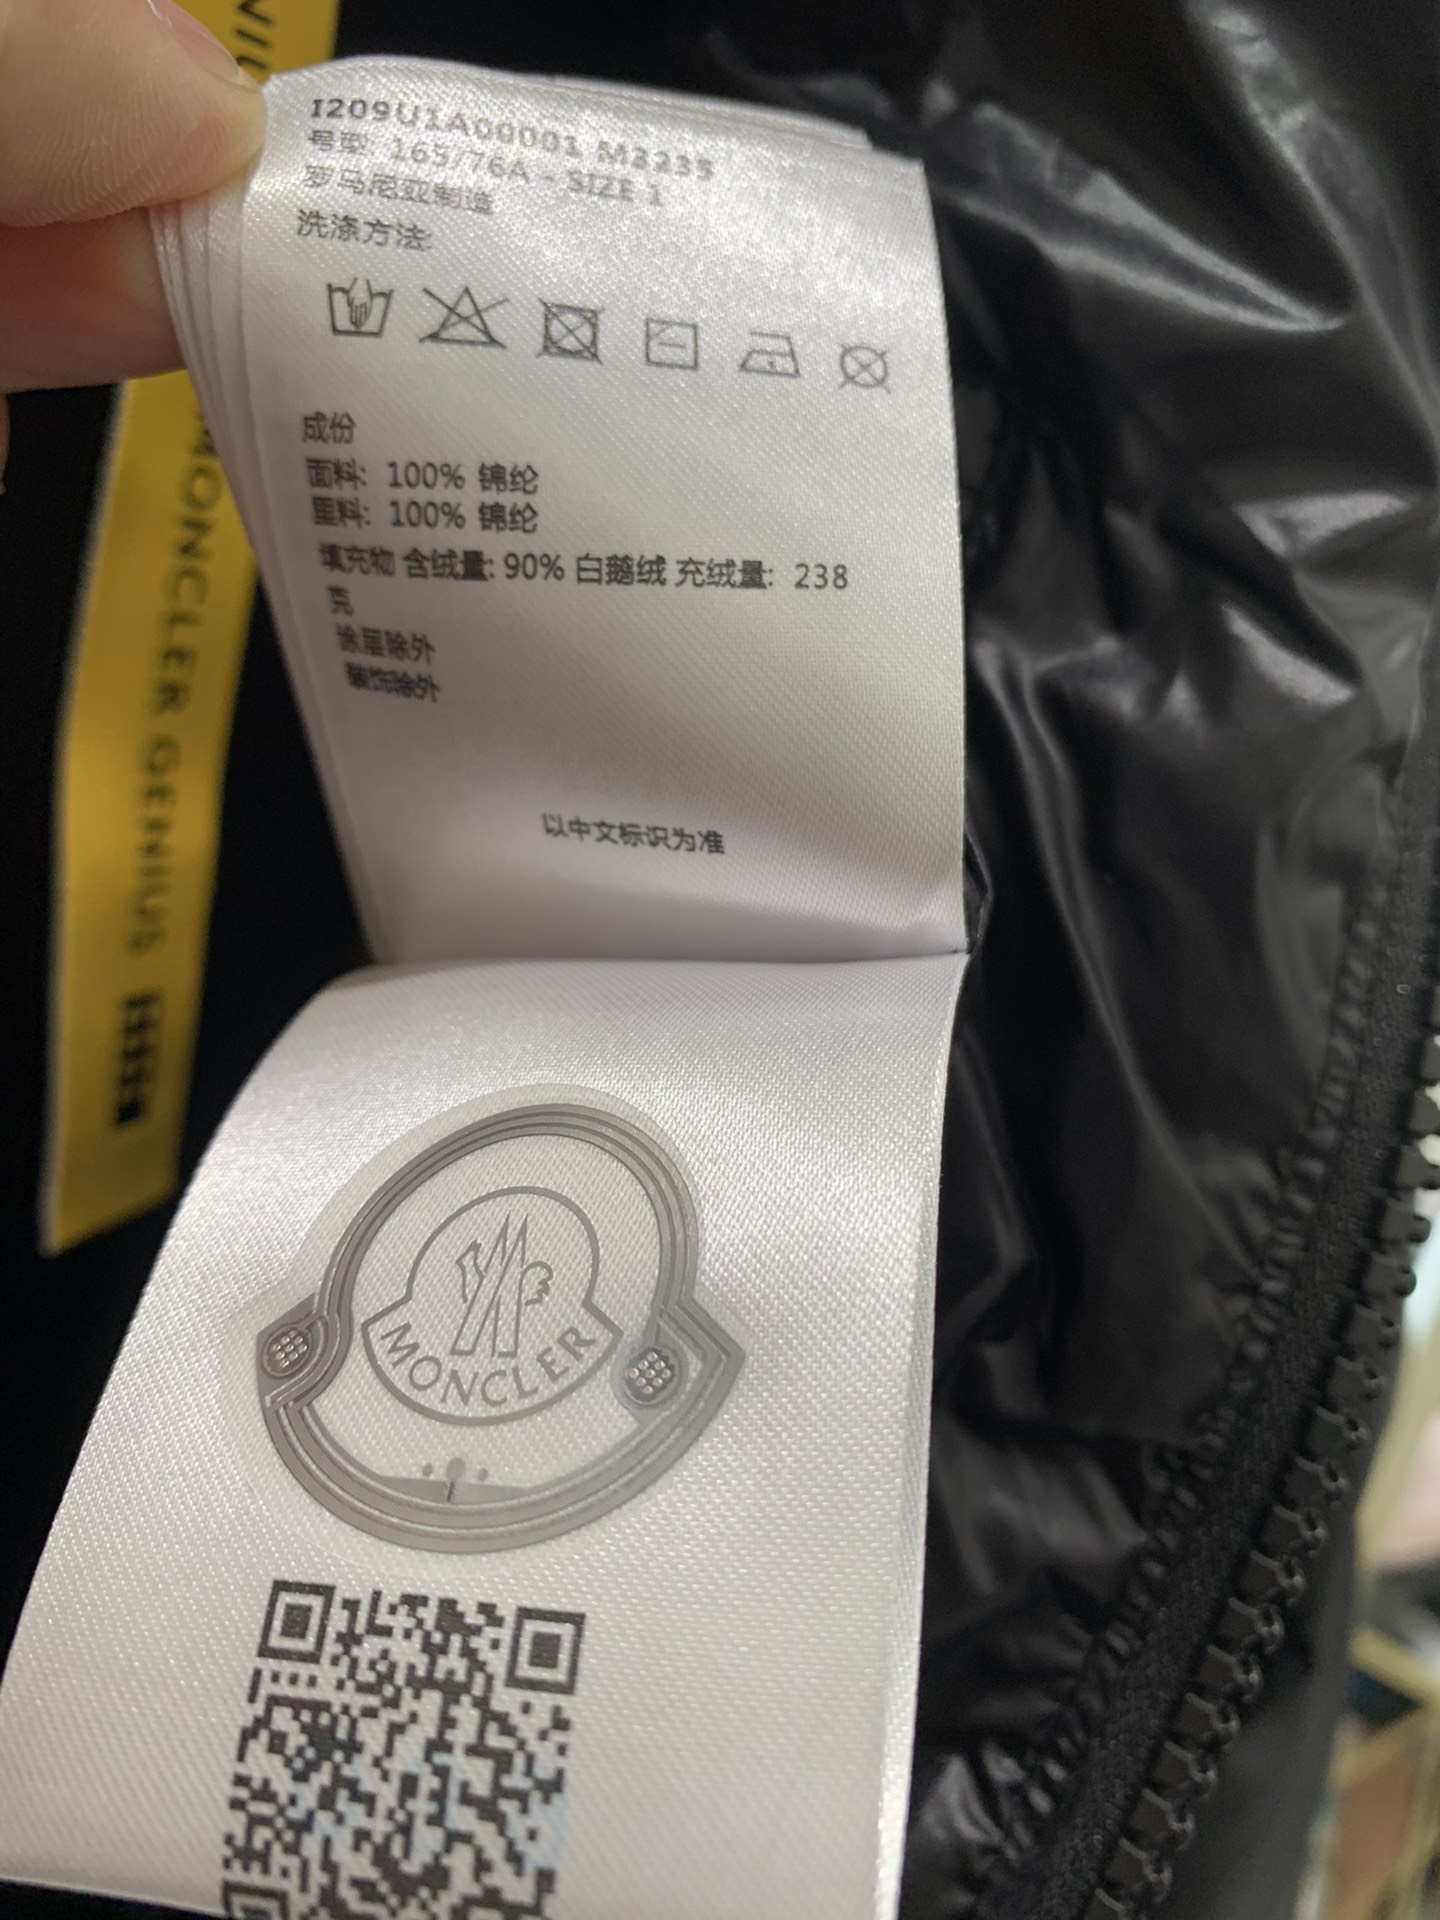 I209U1A00001 M2235
号型 165/76A - SIZE 1
罗马尼亚制造
洗涤方法:
成份
面料: 100% 锦纶
里料: 100% 锦纶
填充物 含绒量: 90% 白鹅绒 充绒量: 238
克
涂层除外
装饰除外
以中文标识为准
MONCLER
MONCLER GENIUS